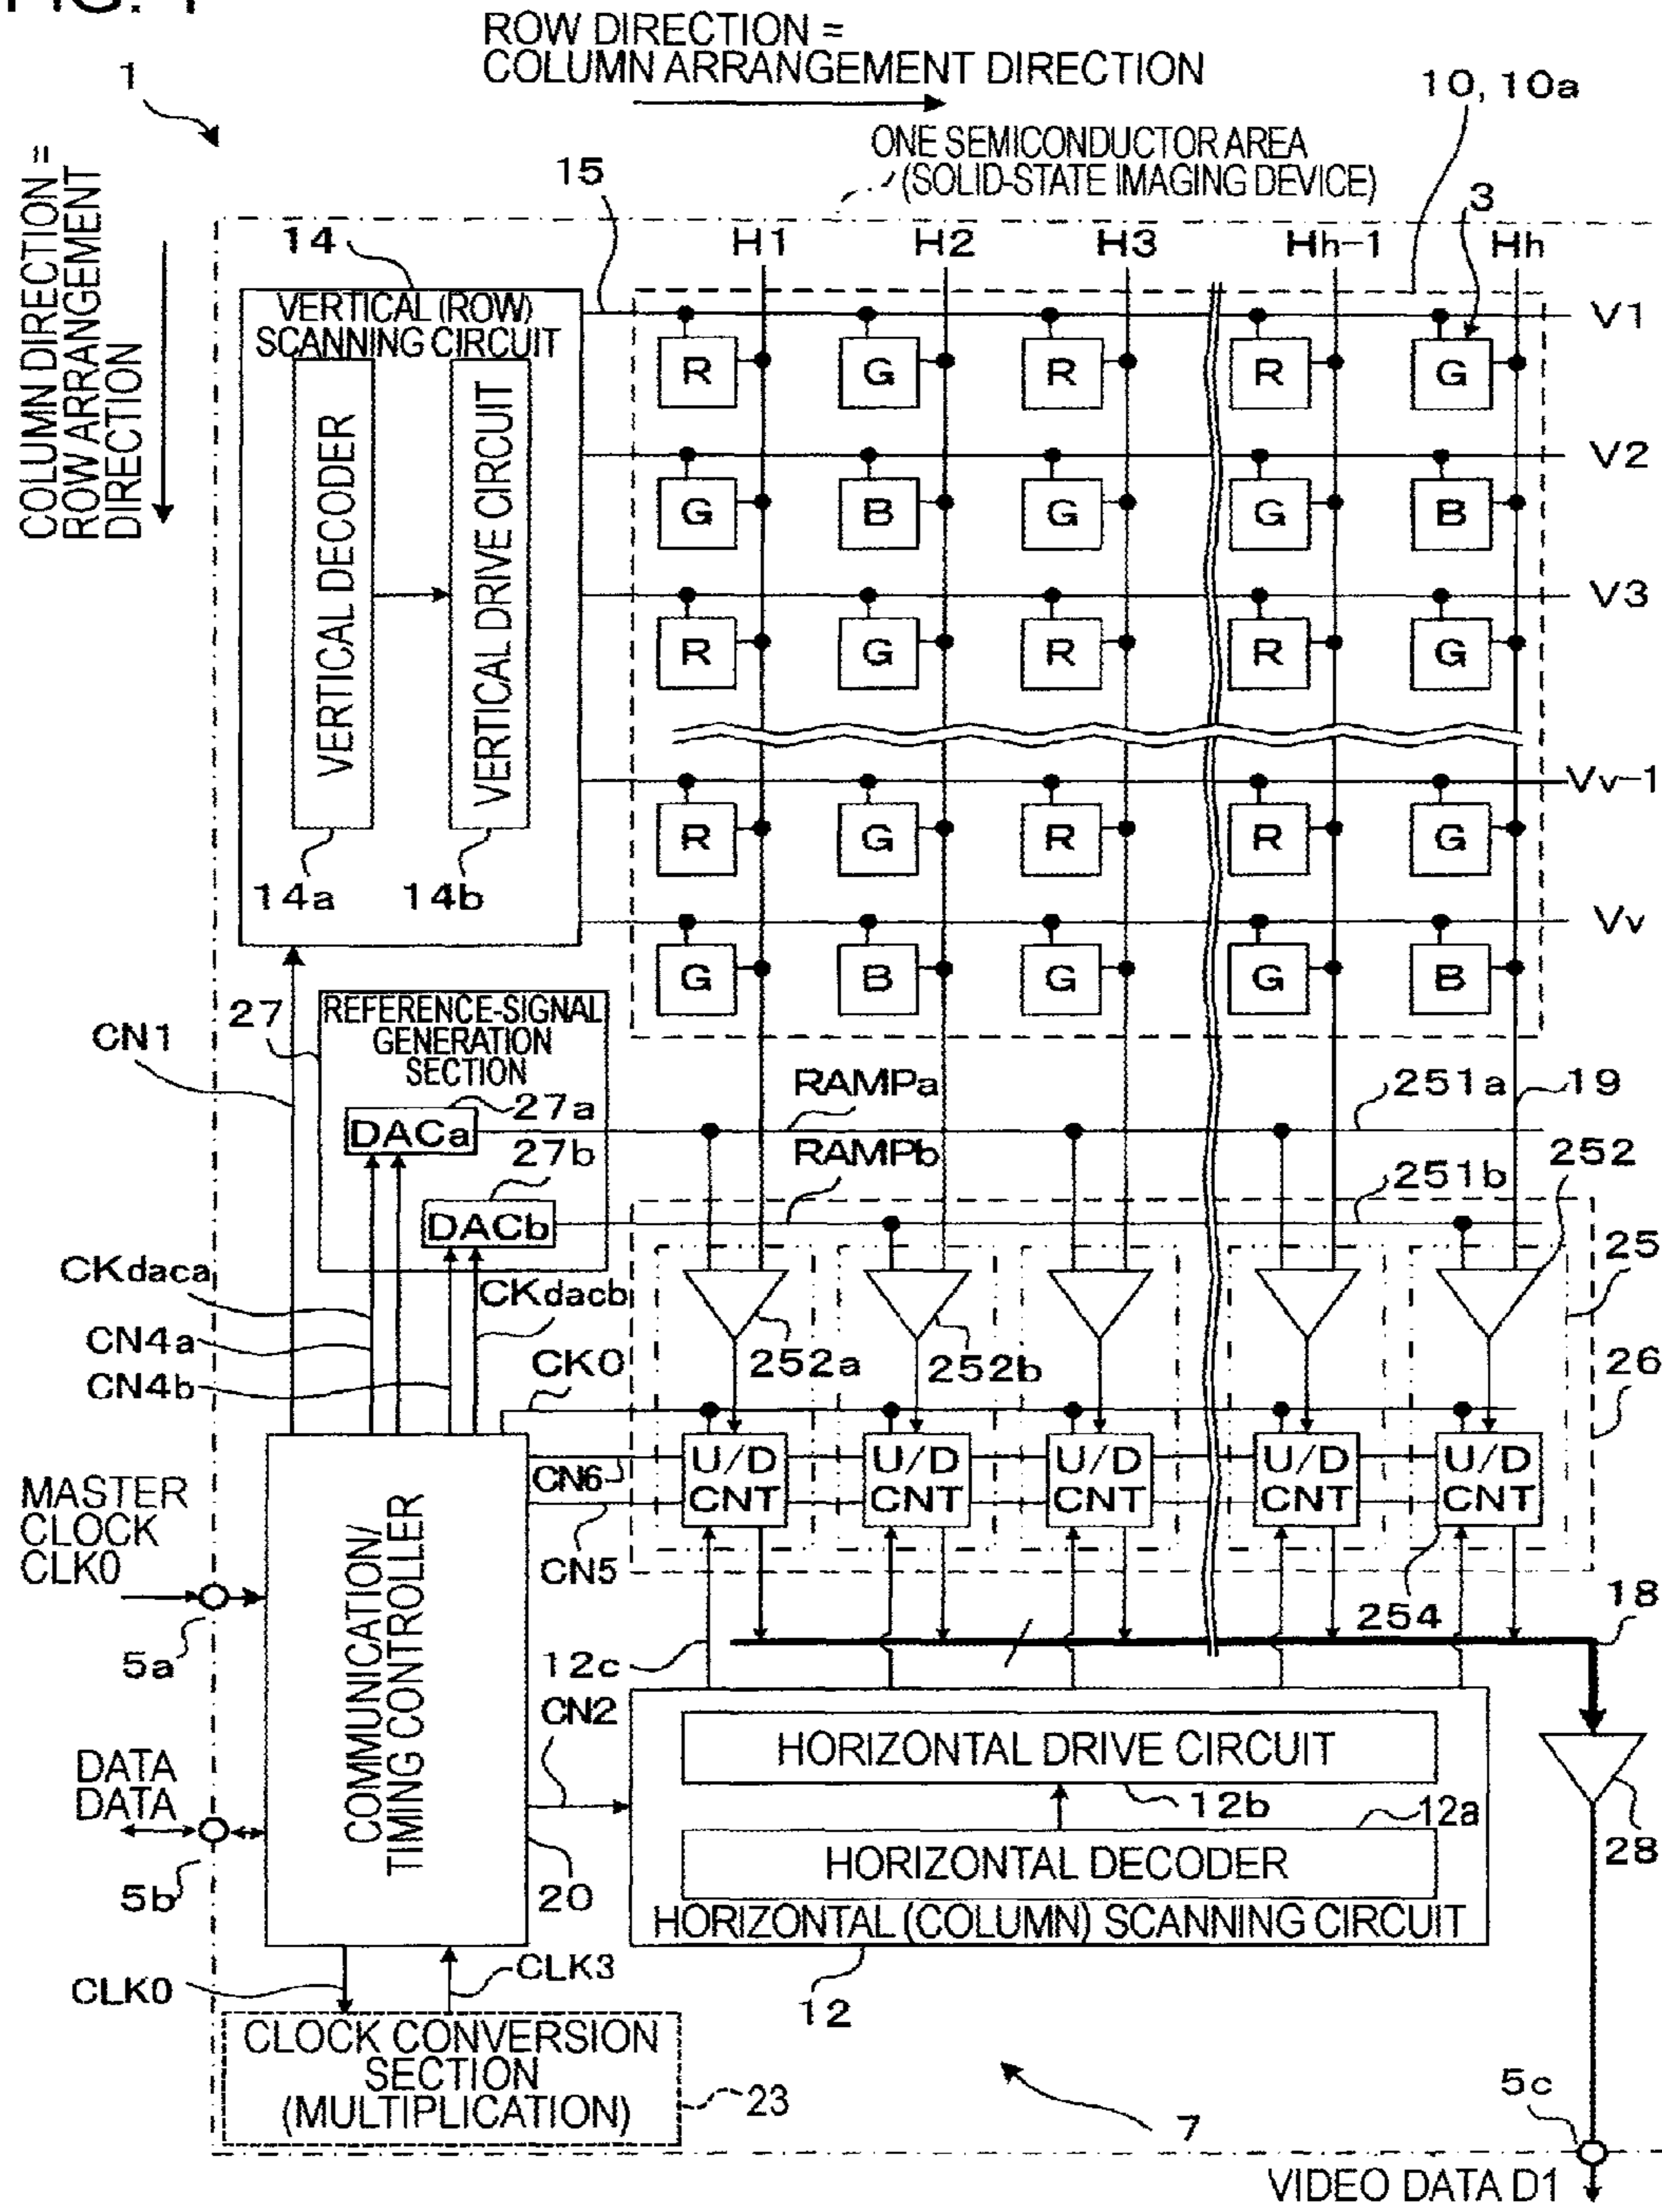 FIG. 1
ROW DIRECTION =
COLUMN ARRANGEMENT DIRECTION
1
10, 10a
ONE SEMICONDUCTOR AREA
(SOLID-STATE IMAGING DEVICE)
COLUMN DIRECTION =
ROW ARRANGEMENT
DIRECTION
15
14
3
H1 H2 H3 Hh-1 Hh
VERTICAL (ROW)
SCANNING CIRCUIT
VERTICAL DECODER
VERTICAL DRIVE CIRCUIT
14a 14b
V1
R G R R G
V2
G B G G B
V3
R G R R G
Vv-1
R G R R G
Vv
G B G G B
CN1
27
REFERENCE-SIGNAL
GENERATION
SECTION
27a
DACa
27b
DACb
RAMPa
RAMPb
251a
19
251b
252
25
26
CKdaca
CKdacb
CN4a
CN4b
CK0
252a 252b
CN6
CN5
U/D CNT
U/D CNT
U/D CNT
U/D CNT
U/D CNT
254
18
MASTER
CLOCK
CLK0
5a
COMMUNICATION/
TIMING CONTROLLER
12c
CN2
HORIZONTAL DRIVE CIRCUIT
12b
12a
HORIZONTAL DECODER
HORIZONTAL (COLUMN) SCANNING CIRCUIT
12
28
DATA
DATA
5b
20
CLK0
CLK3
CLOCK CONVERSION
SECTION
(MULTIPLICATION)
23
7
5c
VIDEO DATA D1